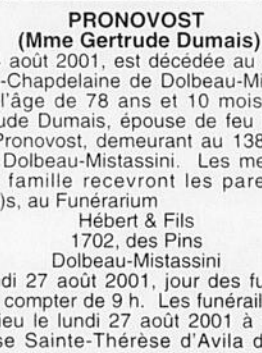 PRONOVOST
(Mme Gertrude Dumais)
août 2001, est décédée au
-Chapdelaine de Dolbeau-Mi
l'âge de 78 ans et 10 mois
ude Dumais, épouse de feu
Pronovost, demeurant au 138
Dolbeau-Mistassini. Les me
famille recevront les pare
)s, au Funérarium
Hébert & Fils
1702, des Pins
Dolbeau-Mistassini
di 27 août 2001, jour des fu
compter de 9 h. Les funérail
ieu le lundi 27 août 2001 à
se Sainte-Thérèse d'Avila d